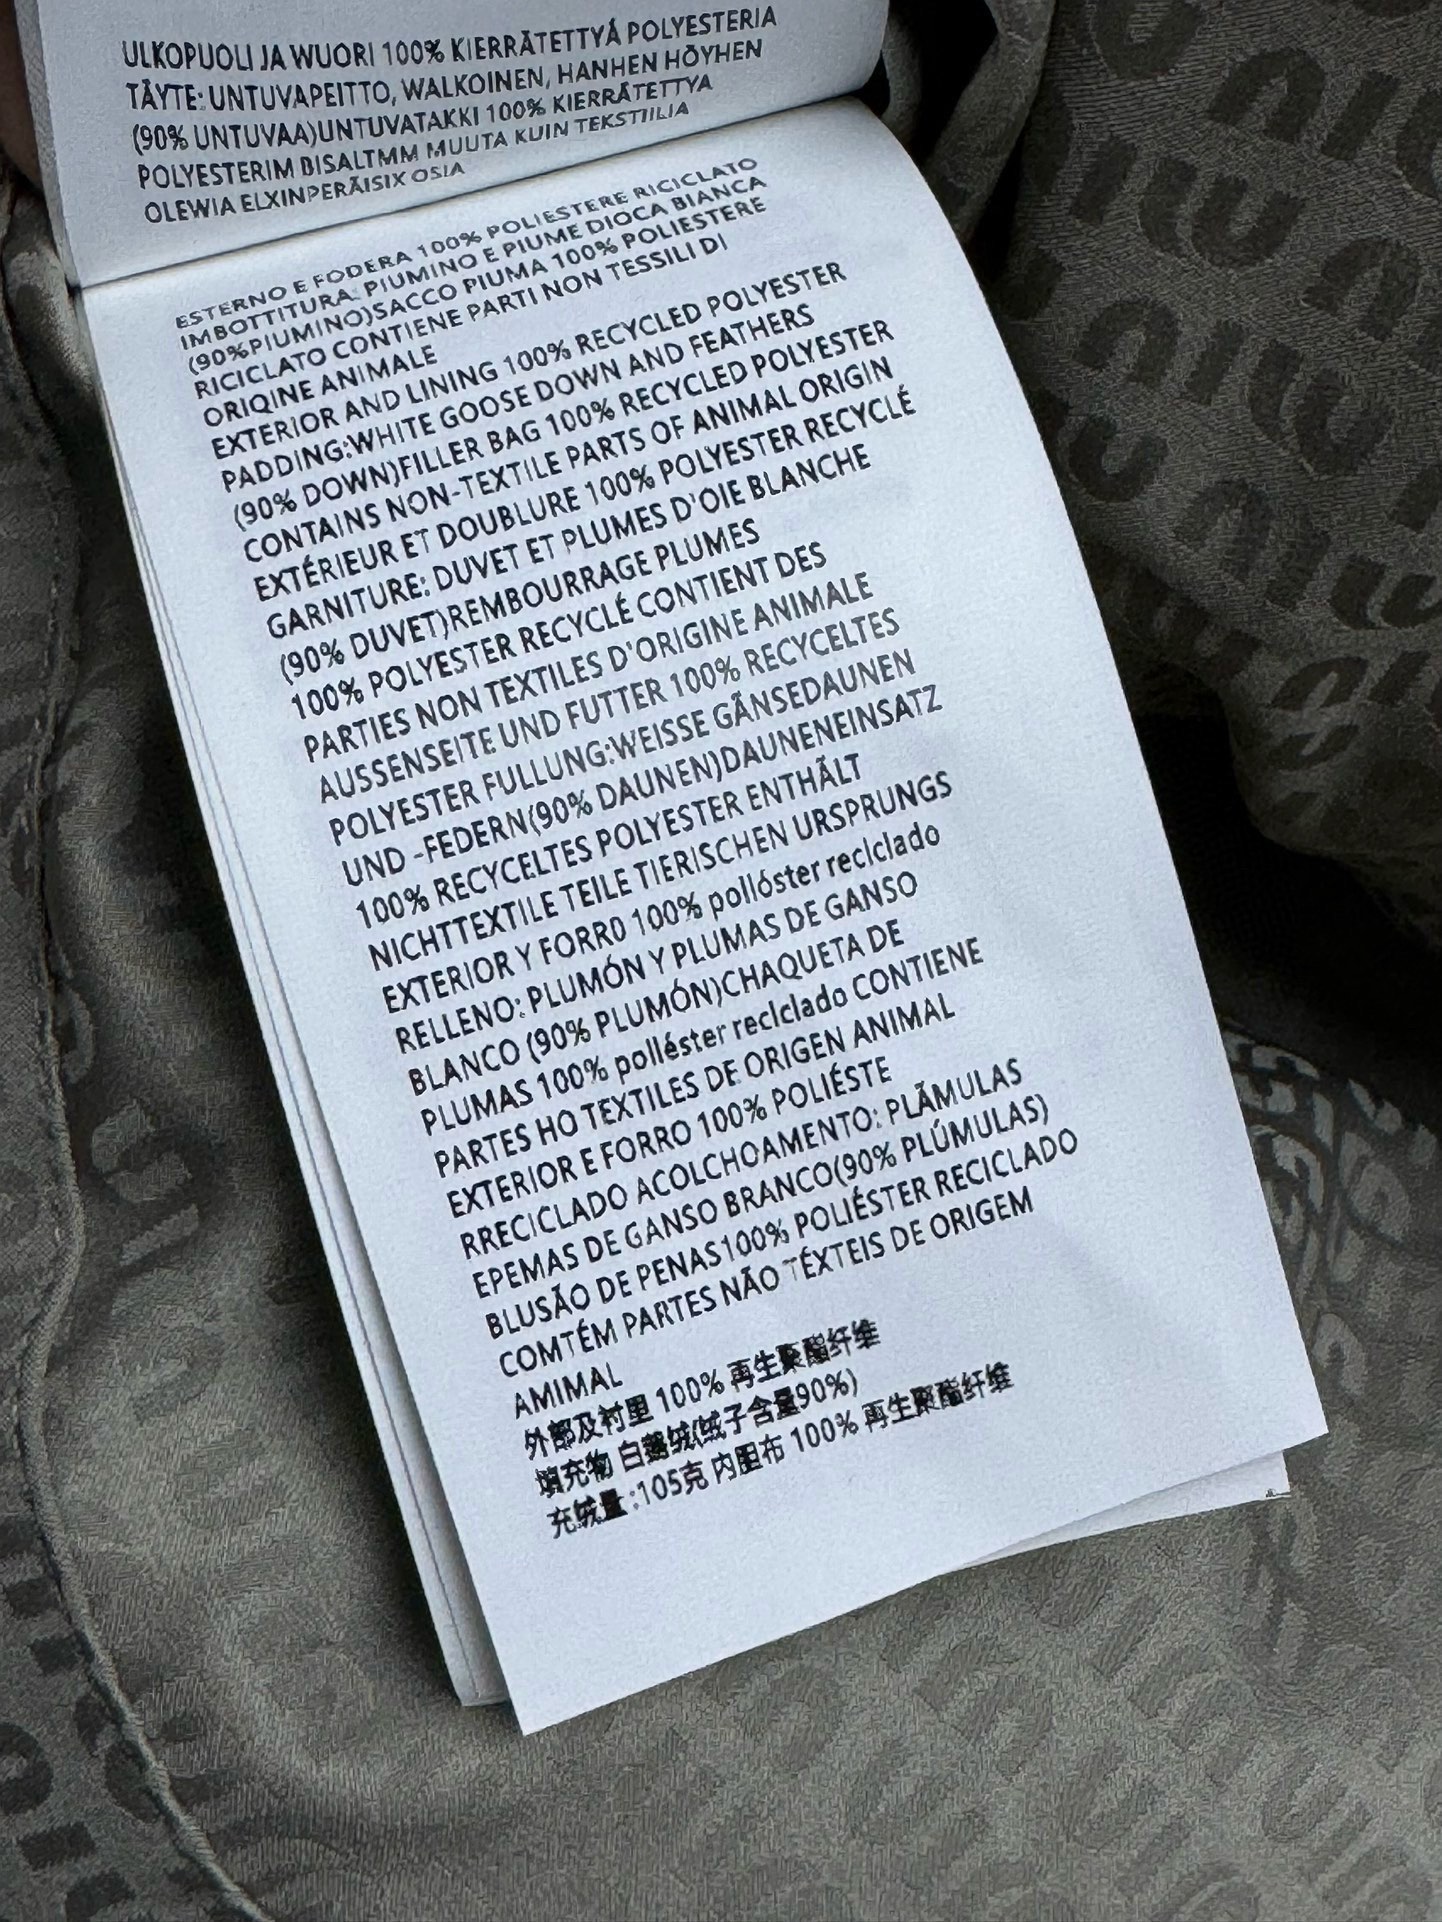 ULKOPUOLI JA WUORI 100% KIERRÄTETTYÅ POLYESTERIA
TÄYTE: UNTUVAPEITTO, WALKOINEN, HANHEN HÖYHEN
(90% UNTUVAA)UNTUVATAKKI 100% KIERRÄTETTYA
POLYESTERIM BISALTMM MUUTA KUIN TEKSTIILIA
OLEWIA ELXINPERÄISIX OSIA
ESTERNO E FODERA 100% POLIESTERE RICICLATO
IMBOTTITURA: PIUMINO E PIUME DIOCA BIANCA
(90%PIUMINO)SACCO PIUMA 100% POLIESTERE
RICICLATO CONTIENE PARTI NON TESSILI DI
ORIQINE ANIMALE
EXTERIOR AND LINING 100% RECYCLED POLYESTER
PADDING:WHITE GOOSE DOWN AND FEATHERS
(90% DOWN)FILLER BAG 100% RECYCLED POLYESTER
CONTAINS NON-TEXTILE PARTS OF ANIMAL ORIGIN
EXTÉRIEUR ET DOUBLURE 100% POLYESTER RECYCLÉ
GARNITURE: DUVET ET PLUMES D'OIE BLANCHE
(90% DUVET)REMBOURRAGE PLUMES
100% POLYESTER RECYCLÉ CONTIENT DES
PARTIES NON TEXTILES D'ORIGINE ANIMALE
AUSSENSEITE UND FUTTER 100% RECYCELTES
POLYESTER FULLUNG:WEISSE GÄNSEDAUNEN
UND -FEDERN(90% DAUNEN)DAUNENEINSATZ
100% RECYCELTES POLYESTER ENTHÄLT
NICHTTEXTILE TEILE TIERISCHEN URSPRUNGS
EXTERIOR Y FORRO 100% pollóster reclclado
RELLENO: PLUMÓN Y PLUMAS DE GANSO
BLANCO (90% PLUMÓN)CHAQUETA DE
PLUMAS 100% polléster reclclado CONTIENE
PARTES HO TEXTILES DE ORIGEN ANIMAL
EXTERIOR E FORRO 100% POLIÉSTE
RRECICLADO ACOLCHOAMENTO: PLÃMULAS
EPEMAS DE GANSO BRANCO(90% PLÚMULAS)
BLUSÃO DE PENAS100% POLIÉSTER RECICLADO
COMTÉM PARTES NÃO TÉXTEIS DE ORIGEM
AMIMAL
外部及衬里 100% 再生聚酯纤维
填充物 白鹅绒(绒子含量90%)
充绒量:105克 内胆布 100% 再生聚酯纤维
miu miu